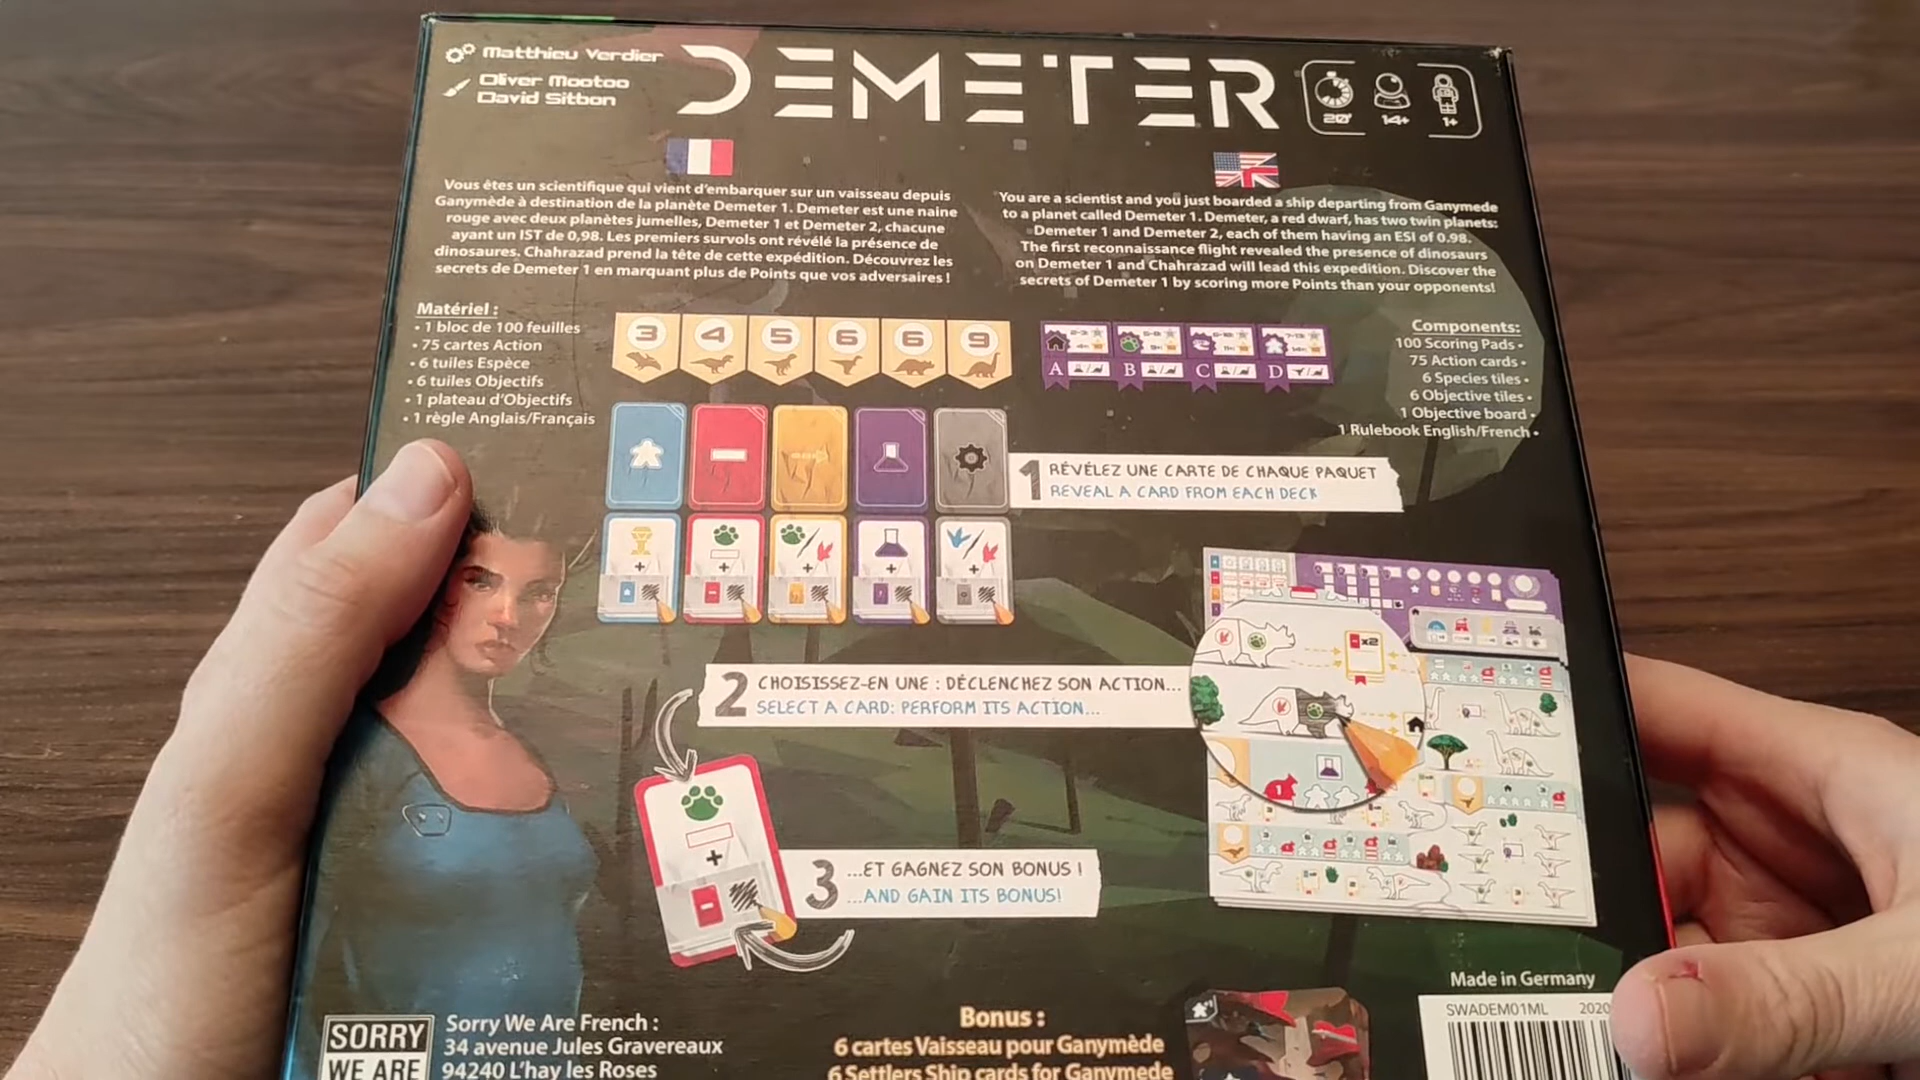 Matthieu Verdier
Oliver Mootoo
David Sitbon
DEMETER
20'
14+
1+
Vous êtes un scientifique qui vient d'embarquer sur un vaisseau depuis
Ganymède à destination de la planète Demeter 1. Demeter est une naine
rouge avec deux planètes jumelles, Demeter 1 et Demeter 2, chacune
ayant un IST de 0,98. Les premiers survols ont révélé la présence de
dinosaures. Chahrazad prend la tête de cette expédition. Découvrez les
secrets de Demeter 1 en marquant plus de Points que vos adversaires !
You are a scientist and you just boarded a ship departing from Ganymede
to a planet called Demeter 1. Demeter, a red dwarf, has two twin planets:
Demeter 1 and Demeter 2, each of them having an ESI of 0.98.
The first reconnaissance flight revealed the presence of dinosaurs
on Demeter 1 and Chahrazad will lead this expedition. Discover the
secrets of Demeter 1 by scoring more Points than your opponents!
Matériel :
• 1 bloc de 100 feuilles
• 75 cartes Action
• 6 tuiles Espèce
• 6 tuiles Objectifs
• 1 plateau d'Objectifs
• 1 règle Anglais/Français
3 4 5 6 6 9
A B C D
Components:
100 Scoring Pads •
75 Action cards •
6 Species tiles •
6 Objective tiles •
1 Objective board •
1 Rulebook English/French •
1 RÉVÉLEZ UNE CARTE DE CHAQUE PAQUET
REVEAL A CARD FROM EACH DECK
+ + + + +
x2
2 CHOISISSEZ-EN UNE : DÉCLENCHEZ SON ACTION...
SELECT A CARD: PERFORM ITS ACTION...
1
+
3 ...ET GAGNEZ SON BONUS !
...AND GAIN ITS BONUS!
Made in Germany
SWADEM01ML 2020
SORRY
WE ARE
Sorry We Are French :
34 avenue Jules Gravereaux
94240 L'hay les Roses
Bonus :
6 cartes Vaisseau pour Ganymède
6 Settlers Ship cards for Ganymede